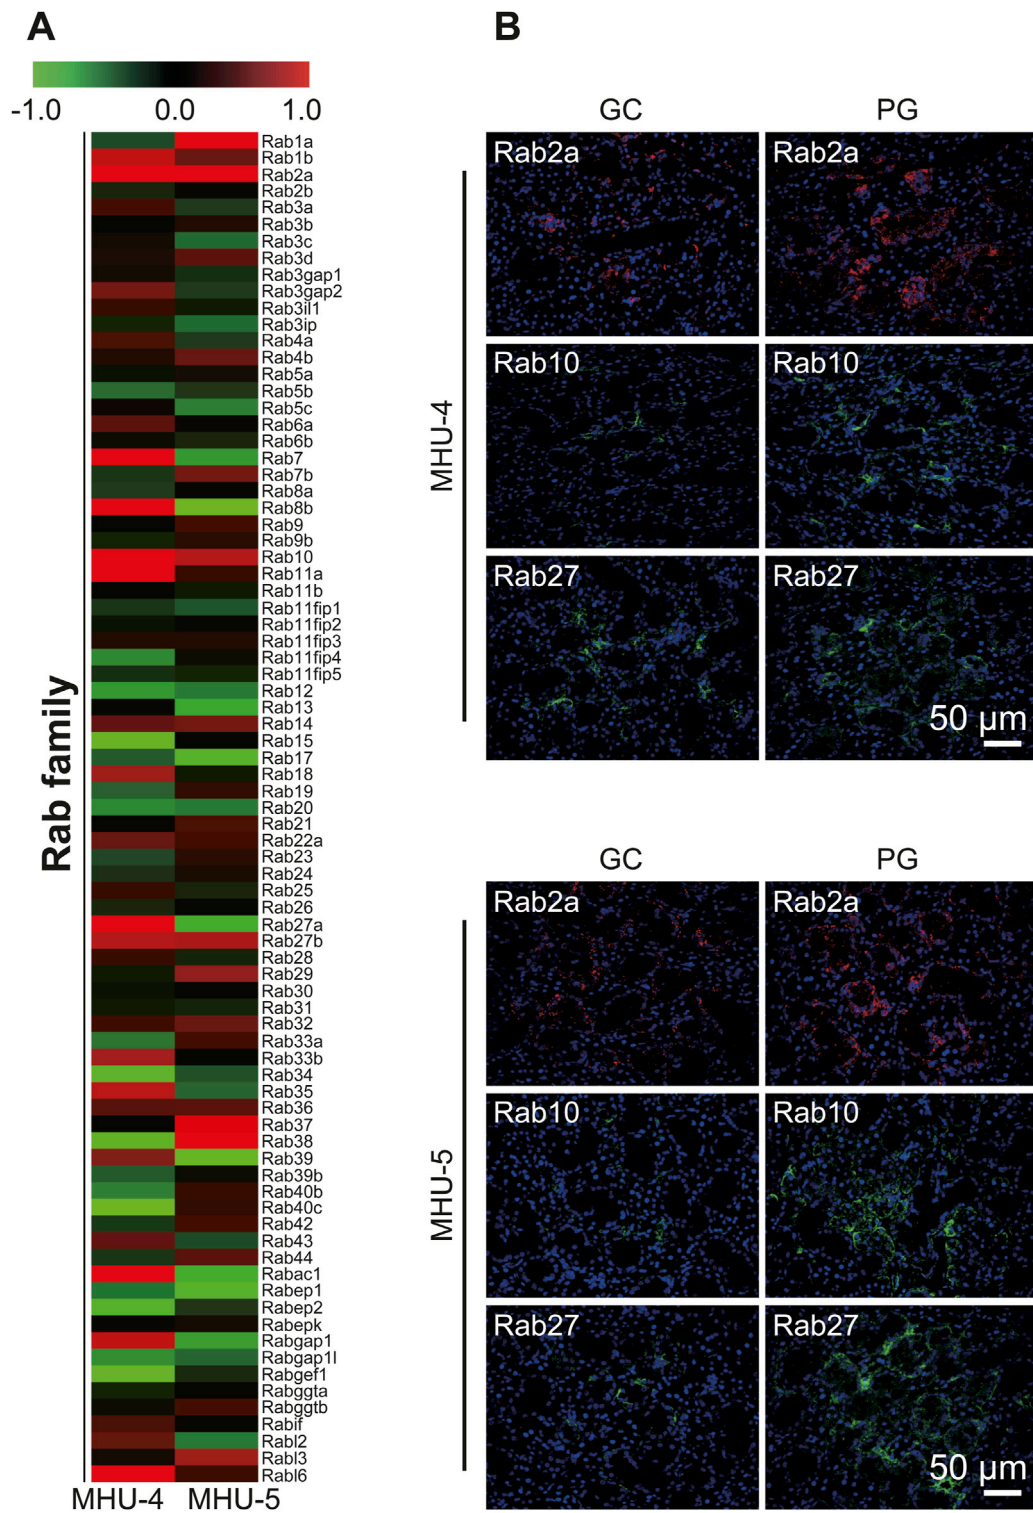 A
-1.0 0.0 1.0
Rab family
Rab1a
Rab1b
Rab2a
Rab2b
Rab3a
Rab3b
Rab3c
Rab3d
Rab3gap1
Rab3gap2
Rab3il1
Rab3ip
Rab4a
Rab4b
Rab5a
Rab5b
Rab5c
Rab6a
Rab6b
Rab7
Rab7b
Rab8a
Rab8b
Rab9
Rab9b
Rab10
Rab11a
Rab11b
Rab11fip1
Rab11fip2
Rab11fip3
Rab11fip4
Rab11fip5
Rab12
Rab13
Rab14
Rab15
Rab17
Rab18
Rab19
Rab20
Rab21
Rab22a
Rab23
Rab24
Rab25
Rab26
Rab27a
Rab27b
Rab28
Rab29
Rab30
Rab31
Rab32
Rab33a
Rab33b
Rab34
Rab35
Rab36
Rab37
Rab38
Rab39
Rab39b
Rab40b
Rab40c
Rab42
Rab43
Rab44
Rabac1
Rabep1
Rabep2
Rabepk
Rabgap1
Rabgap1l
Rabgef1
Rabggta
Rabggtb
Rabif
Rabl2
Rabl3
Rabl6
MHU-4 MHU-5
B
GC PG
MHU-4
Rab2a Rab2a
Rab10 Rab10
Rab27 Rab27
50 µm
GC PG
MHU-5
Rab2a Rab2a
Rab10 Rab10
Rab27 Rab27
50 µm